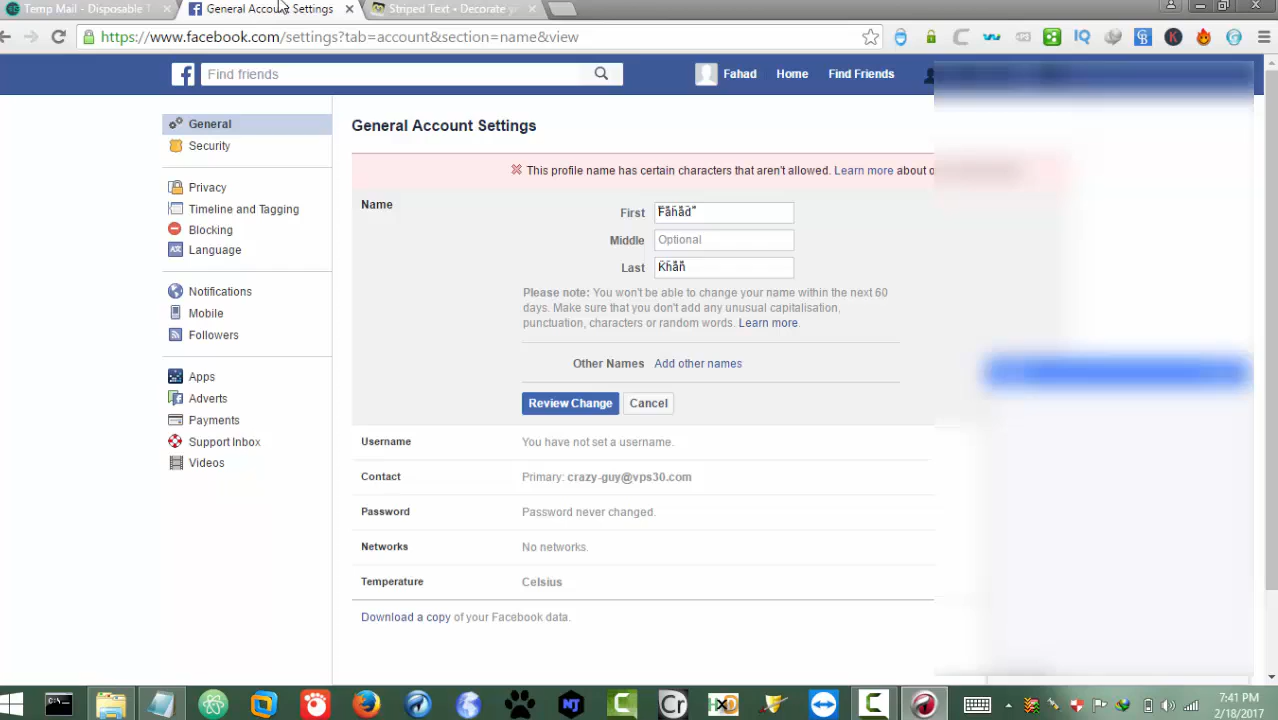 Temp Mail - Disposable T
General Account Settings
Striped Text • Decorate y
https://www.facebook.com/settings?tab=account&section=name&view
Find friends
Fahad Home Find Friends
General
Security
Privacy
Timeline and Tagging
Blocking
Language
Notifications
Mobile
Followers
Apps
Adverts
Payments
Support Inbox
Videos
General Account Settings
This profile name has certain characters that aren't allowed. Learn more about o
Name
First
Middle Optional
Last
Please note: You won't be able to change your name within the next 60
days. Make sure that you don't add any unusual capitalisation,
punctuation, characters or random words. Learn more.
Other Names Add other names
Review Change Cancel
Username You have not set a username.
Contact Primary: crazy-guy@vps30.com
Password Password never changed.
Networks No networks.
Temperature Celsius
Download a copy of your Facebook data.
7:41 PM
2/18/2017